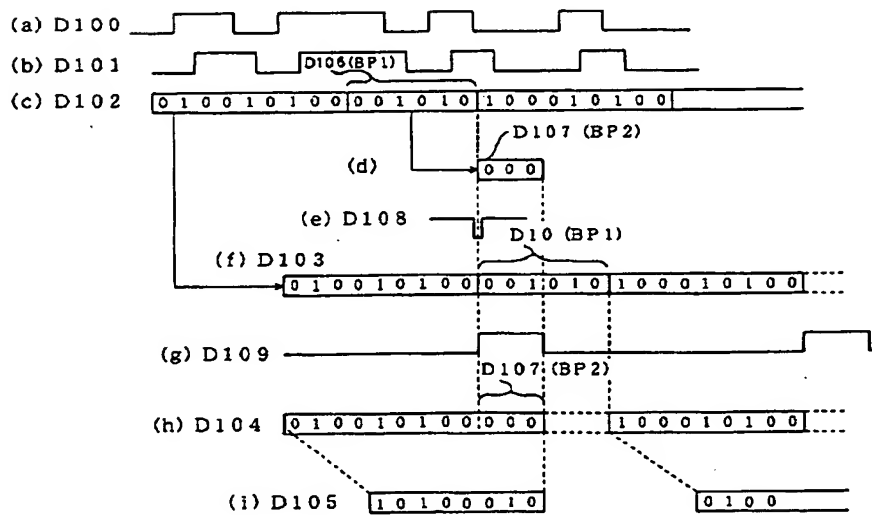 (a) D100
(b) D101
D106(BP1)
(c) D102 0 1 0 0 1 0 1 0 0 0 0 1 0 1 0 1 0 0 0 1 0 1 0 0
D107 (BP2)
(d) 0 0 0
(e) D108
D10 (BP1)
(f) D103
0 1 0 0 1 0 1 0 0 0 0 1 0 1 0 1 0 0 0 1 0 1 0 0
(g) D109
D107 (BP2)
(h) D104 0 1 0 0 1 0 1 0 0 0 0 0 1 0 0 0 1 0 1 0 0
(i) D105 1 0 1 0 0 0 1 0 0 1 0 0